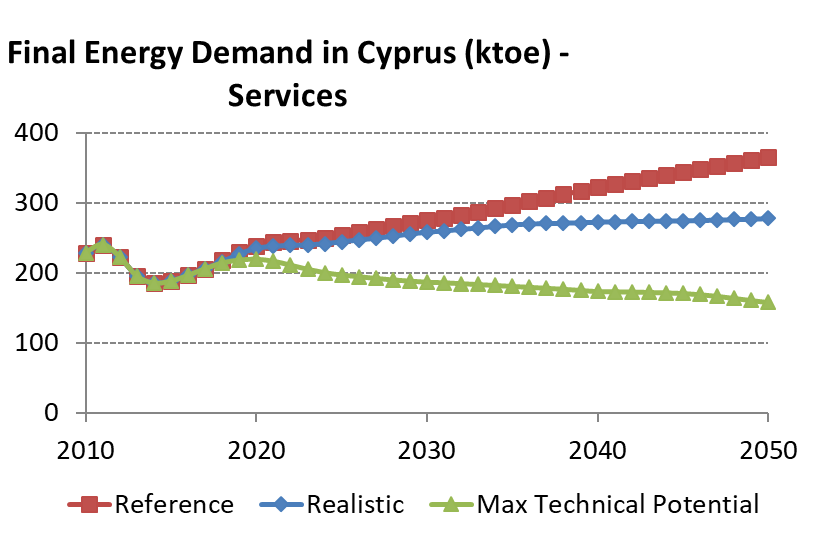 Final Energy Demand in Cyprus (ktoe) -
Services
400
300
200
100
0
2010 2020 2030 2040 2050
Reference Realistic Max Technical Potential